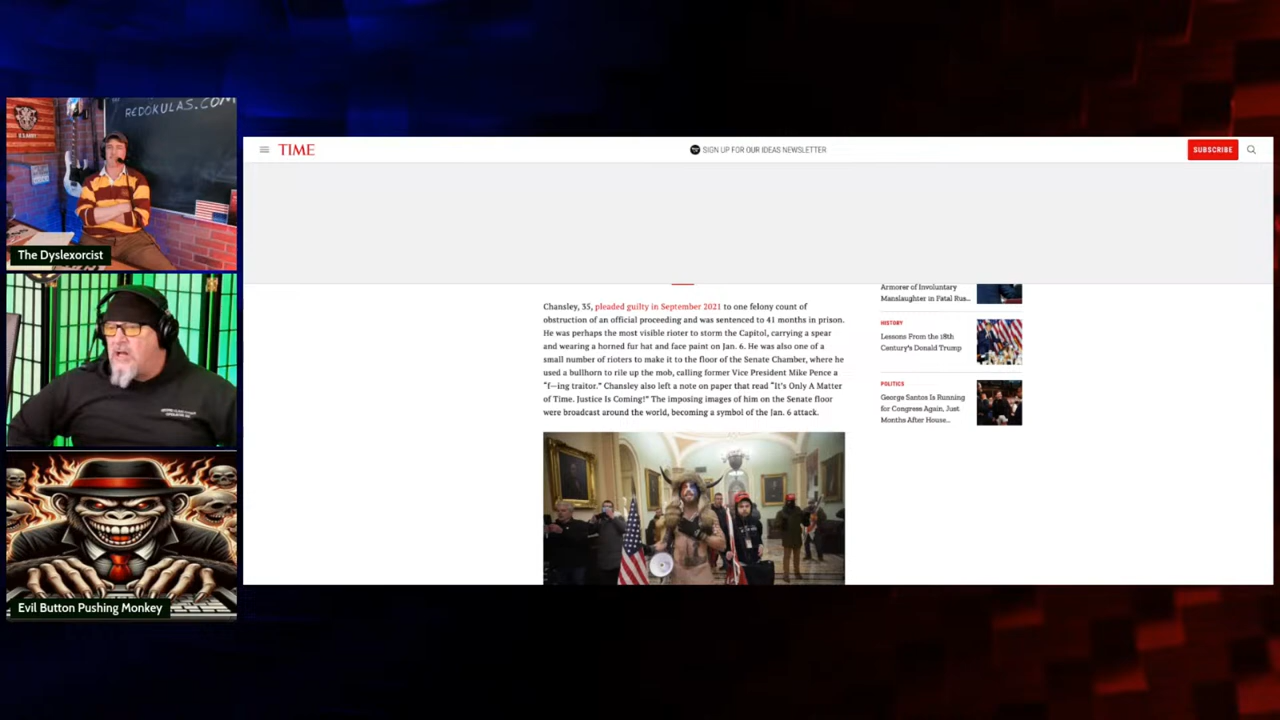 REDOKULAS.COM
The Dyslexorcist
Evil Button Pushing Monkey
TIME
SIGN UP FOR OUR IDEAS NEWSLETTER
SUBSCRIBE
Chansley, 35, pleaded guilty in September 2021 to one felony count of
obstruction of an official proceeding and was sentenced to 41 months in prison.
He was perhaps the most visible rioter to storm the Capitol, carrying a spear
and wearing a horned fur hat and face paint on Jan. 6. He was also one of a
small number of rioters to make it to the floor of the Senate Chamber, where he
used a bullhorn to rile up the mob, calling former Vice President Mike Pence a
“f—ing traitor.” Chansley also left a note on paper that read “It's Only A Matter
of Time. Justice Is Coming!” The imposing images of him on the Senate floor
were broadcast around the world, becoming a symbol of the Jan. 6 attack.
Armorer of Involuntary
Manslaughter in Fatal Rus...
HISTORY
Lessons From the 18th
Century's Donald Trump
POLITICS
George Santos Is Running
for Congress Again, Just
Months After House...